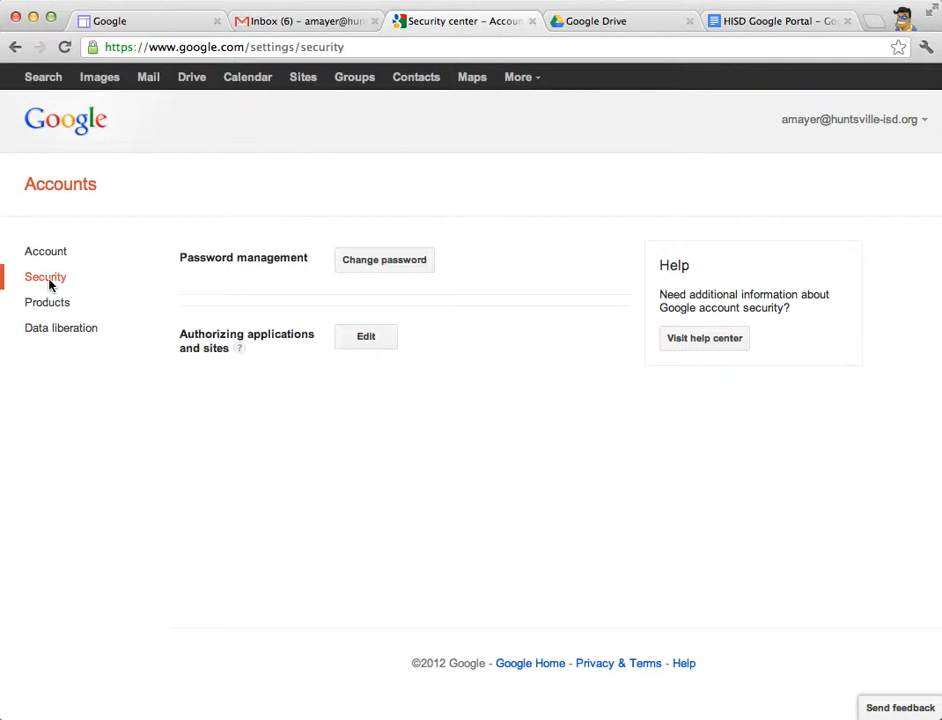 Google
Inbox (6) – amayer@hun
Security center – Accoun
Google Drive
HISD Google Portal – Go
https://www.google.com/settings/security
Search Images Mail Drive Calendar Sites Groups Contacts Maps More
Google
amayer@huntsville-isd.org
Accounts
Account
Security
Products
Data liberation
Password management
Change password
Authorizing applications
and sites ?
Edit
Help
Need additional information about
Google account security?
Visit help center
©2012 Google - Google Home - Privacy & Terms - Help
Send feedback